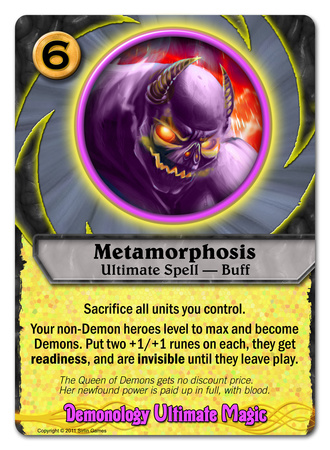 6
Metamorphosis
Ultimate Spell — Buff
Sacrifice all units you control.
Your non-Demon heroes level to max and become
Demons. Put two +1/+1 runes on each, they get
readiness, and are invisible until they leave play.
The Queen of Demons gets no discount price.
Her newfound power is paid up in full, with blood.
Demonology Ultimate Magic
Copyright © 2011 Sirlin Games